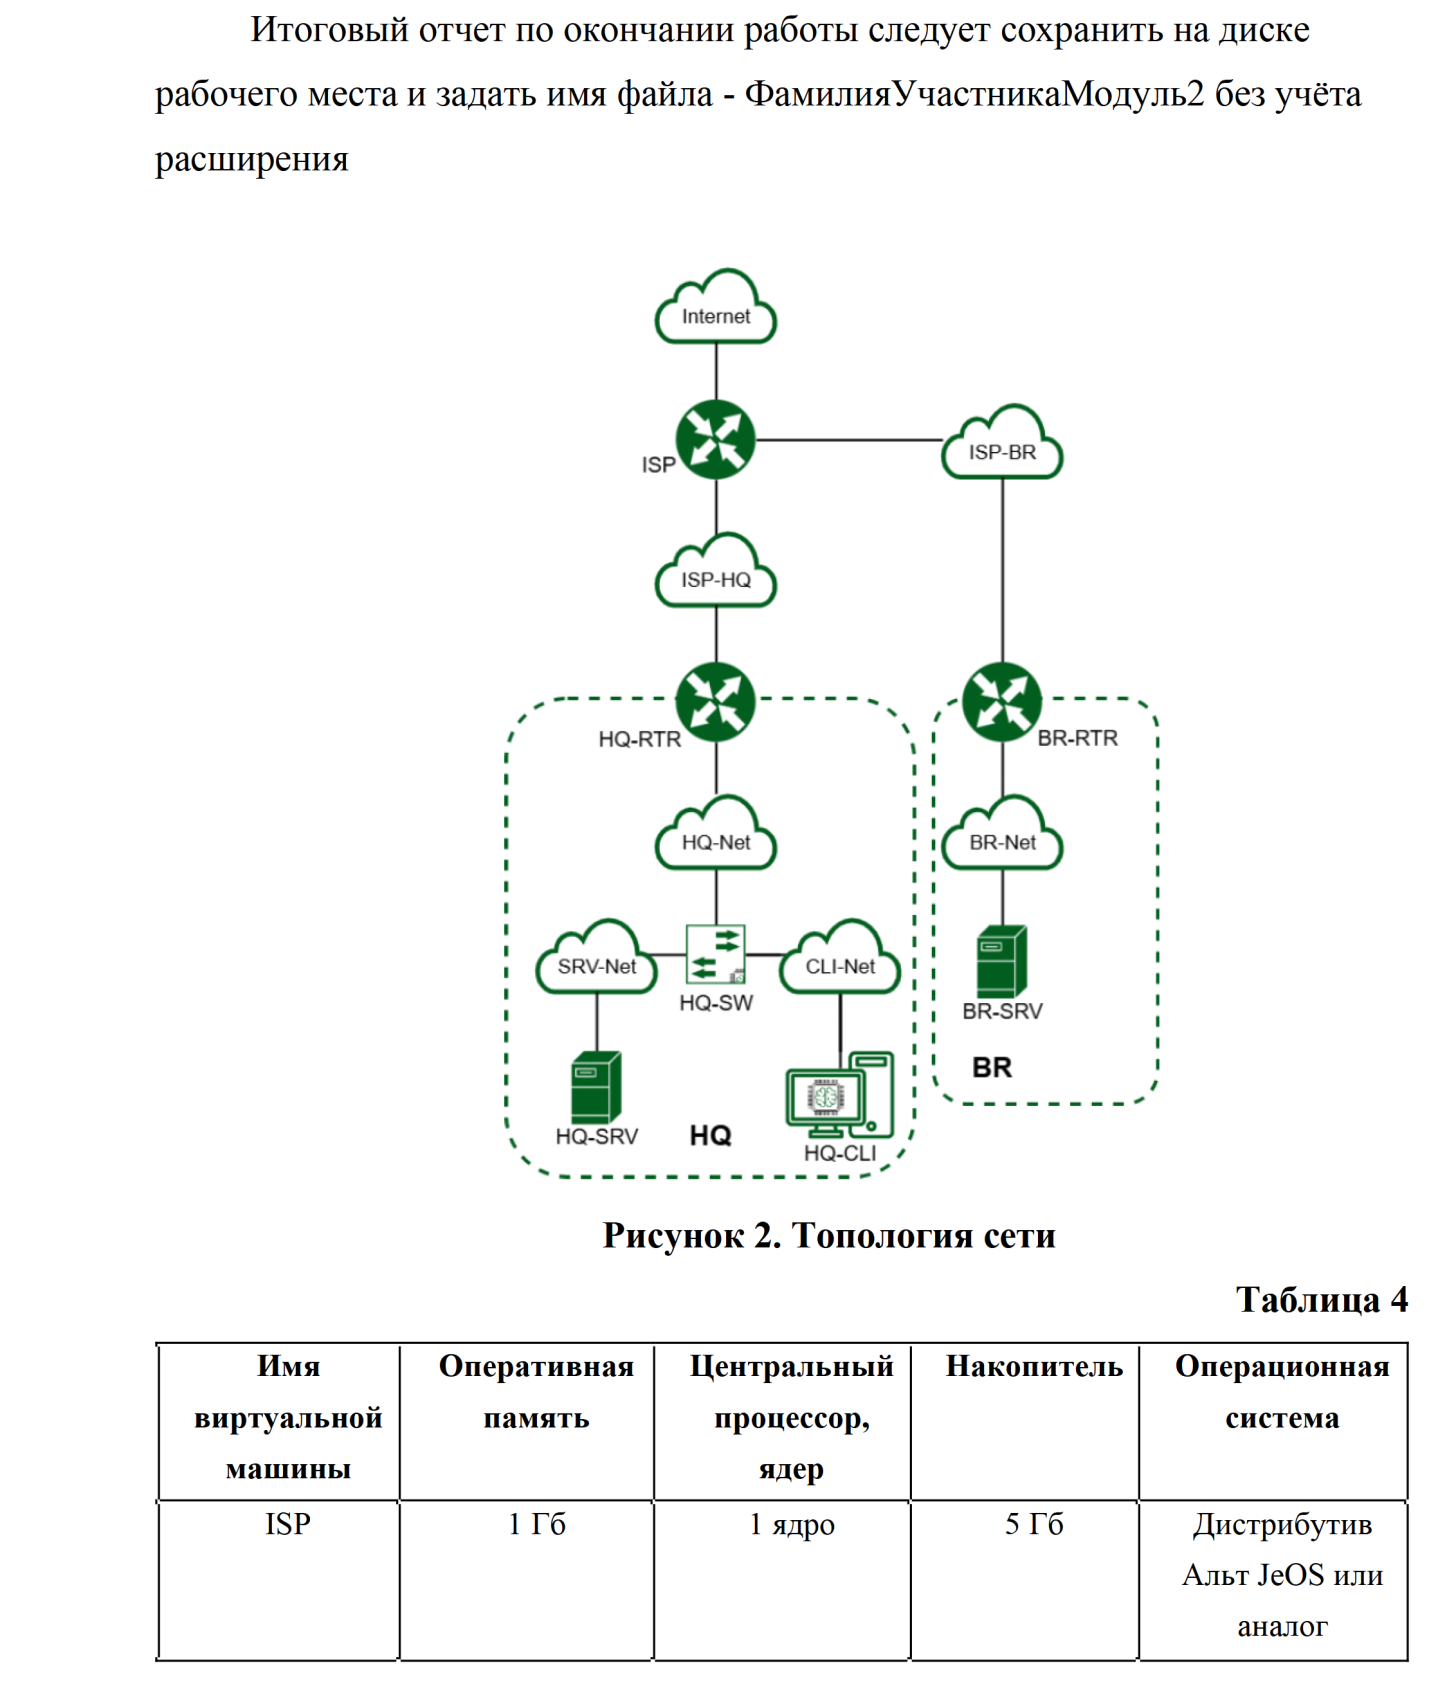 Итоговый отчет по окончании работы следует сохранить на диске
рабочего места и задать имя файла - ФамилияУчастникаМодуль2 без учёта
расширения
Internet
ISP
ISP-BR
ISP-HQ
HQ-RTR
BR-RTR
HQ-Net
BR-Net
SRV-Net
CLI-Net
HQ-SW
BR-SRV
BR
HQ-SRV
HQ
HQ-CLI
Рисунок 2. Топология сети
Таблица 4
Имя виртуальной машины
Оперативная память
Центральный процессор, ядер
Накопитель
Операционная система
ISP
1 Гб
1 ядро
5 Гб
Дистрибутив Альт JeOS или аналог